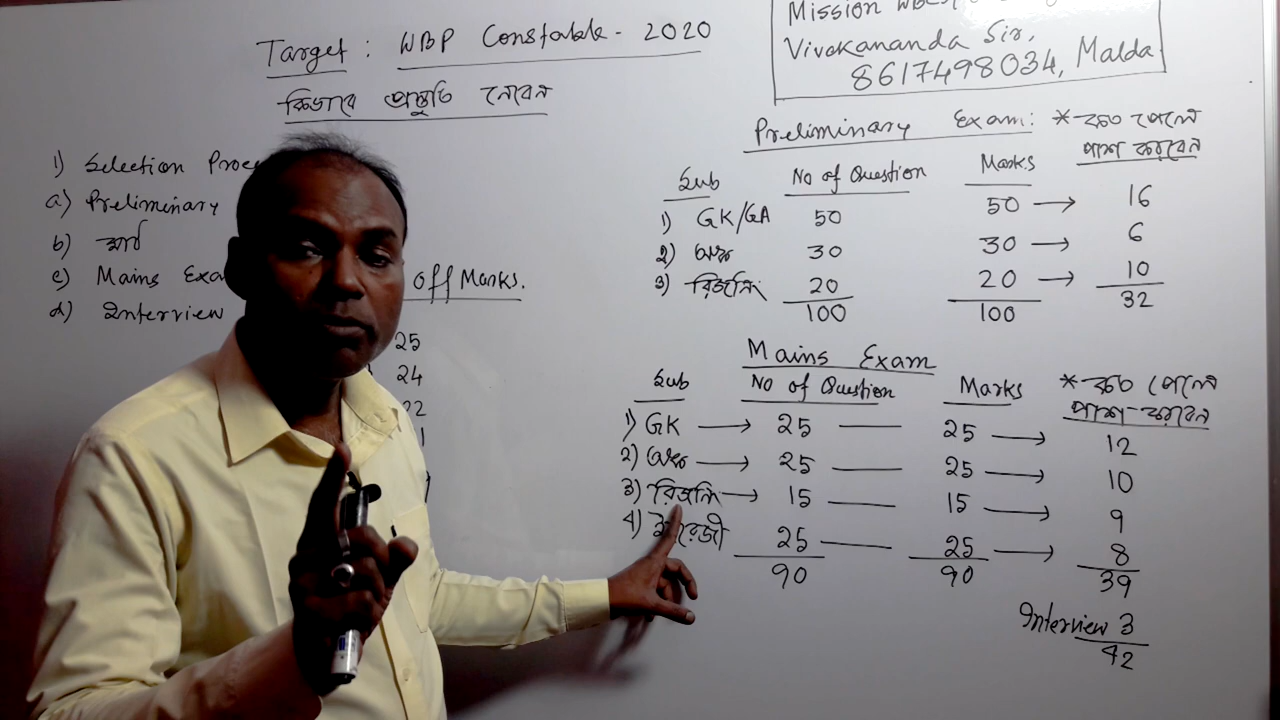 Target : WBP Constable - 2020
কিভাবে প্রস্তুতি নেবেন
1) Selection
a) Preliminary
b) মাঠ
c) Mains
d) Interview
Off Marks.
25
24
22
Mission
Vivekananda Sir,
8617498034, Malda
Preliminary Exam: * কত পেলে
পাশ করবেন
Sub No of Question Marks
1) GK/GA 50 50 → 16
2) অঙ্ক 30 30 → 6
3) রিজনিং 20 20 → 10
100 100 32
Mains Exam
Sub No of Question Marks * কত পেলে
পাশ করবেন
1) GK → 25 — 25 → 12
2) অঙ্ক → 25 — 25 → 10
3) রিজনিং → 15 — 15 → 9
4) ইংরেজী 25 — 25 → 8
90 90 39
Interview 3
42